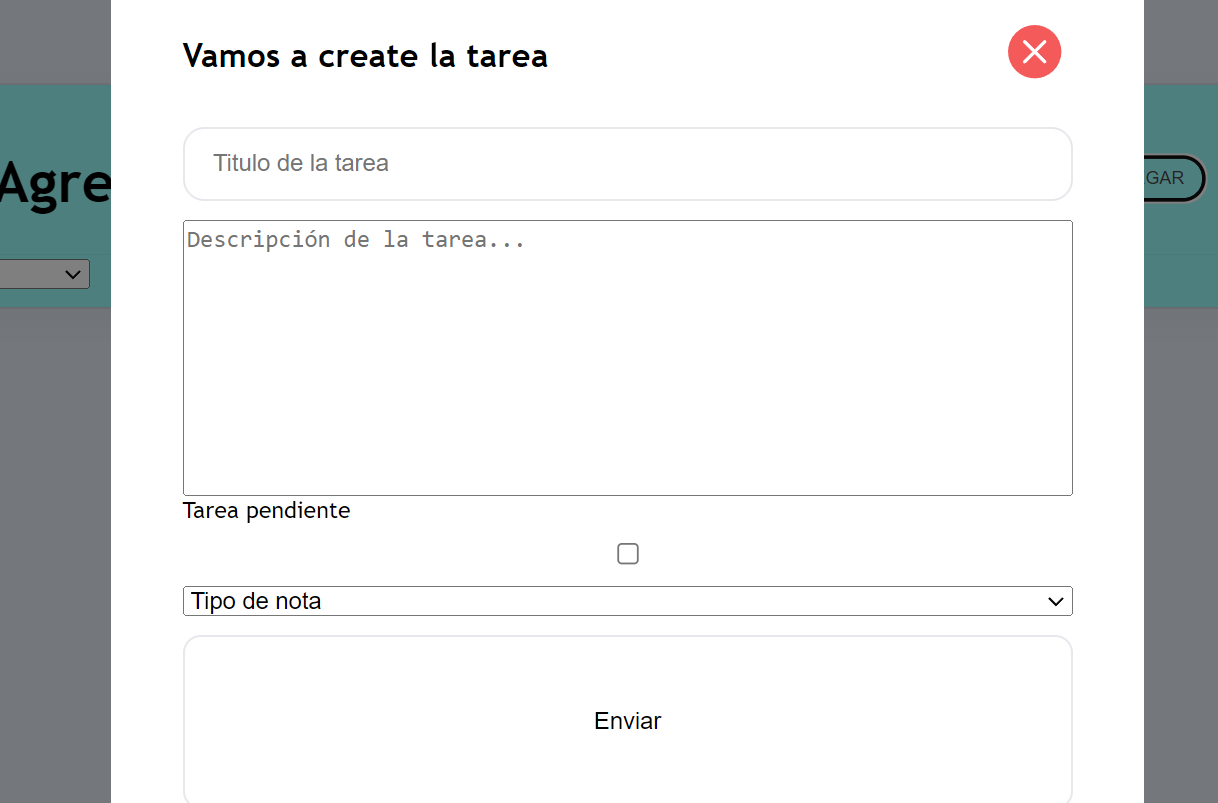 Vamos a create la tarea
Titulo de la tarea
Agre
GAR
Descripción de la tarea...
Tarea pendiente
Tipo de nota
Enviar